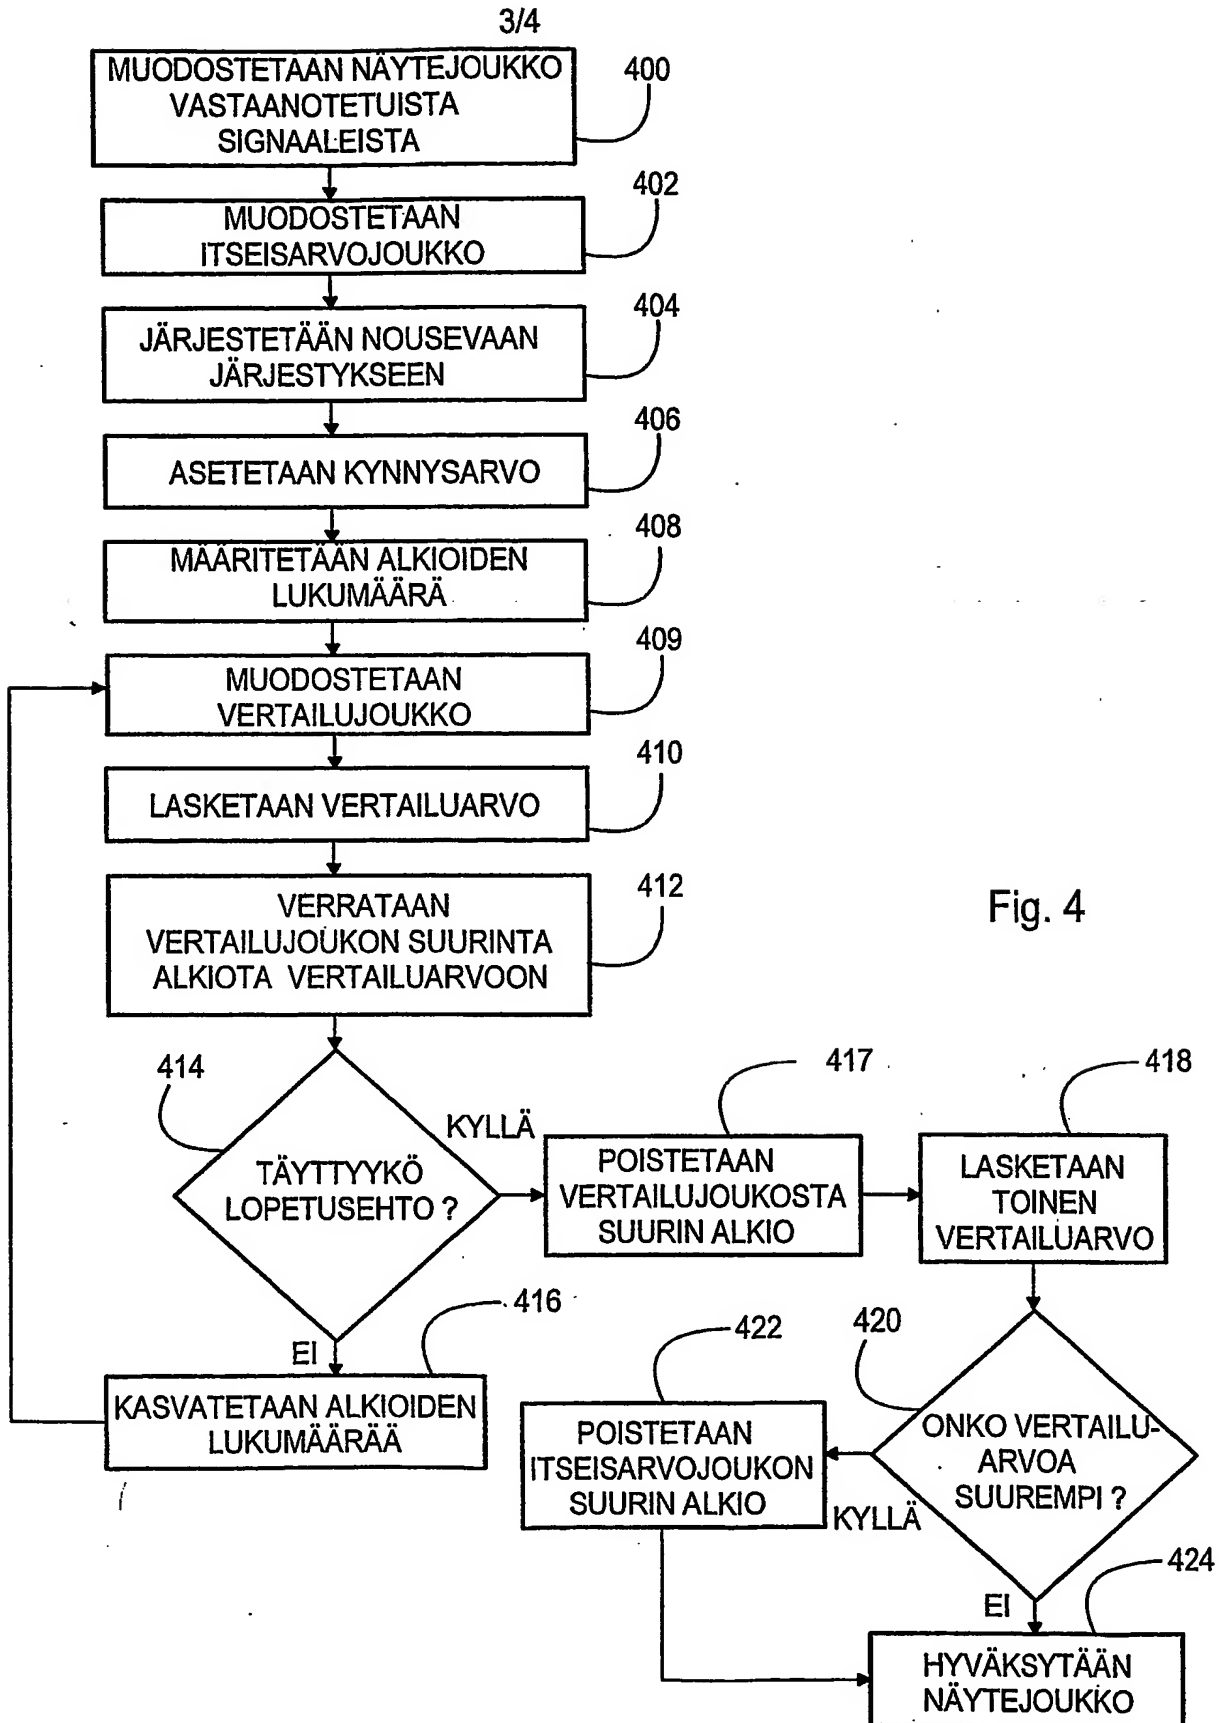 3/4
MUODOSTETAAN NÄYTEJOUKKO
VASTAANOTETUISTA
SIGNAALEISTA
400
MUODOSTETAAN
ITSEISARVOJOUKKO
402
JÄRJESTETÄÄN NOUSEVAAN
JÄRJESTYKSEEN
404
ASETETAAN KYNNYSARVO
406
MÄÄRITETÄÄN ALKIOIDEN
LUKUMÄÄRÄ
408
MUODOSTETAAN
VERTAILUJOUKKO
409
LASKETAAN VERTAILUARVO
410
VERRATAAN
VERTAILUJOUKON SUURINTA
ALKIOTA VERTAILUARVOON
412
Fig. 4
414
TÄYTTYYKÖ
LOPETUSEHTO ?
KYLLÄ
EI
416
KASVATETAAN ALKIOIDEN
LUKUMÄÄRÄÄ
417
POISTETAAN
VERTAILUJOUKOSTA
SUURIN ALKIO
418
LASKETAAN
TOINEN
VERTAILUARVO
420
ONKO VERTAILU-
ARVOA
SUUREMPI ?
KYLLÄ
EI
422
POISTETAAN
ITSEISARVOJOUKON
SUURIN ALKIO
424
HYVÄKSYTÄÄN
NÄYTEJOUKKO